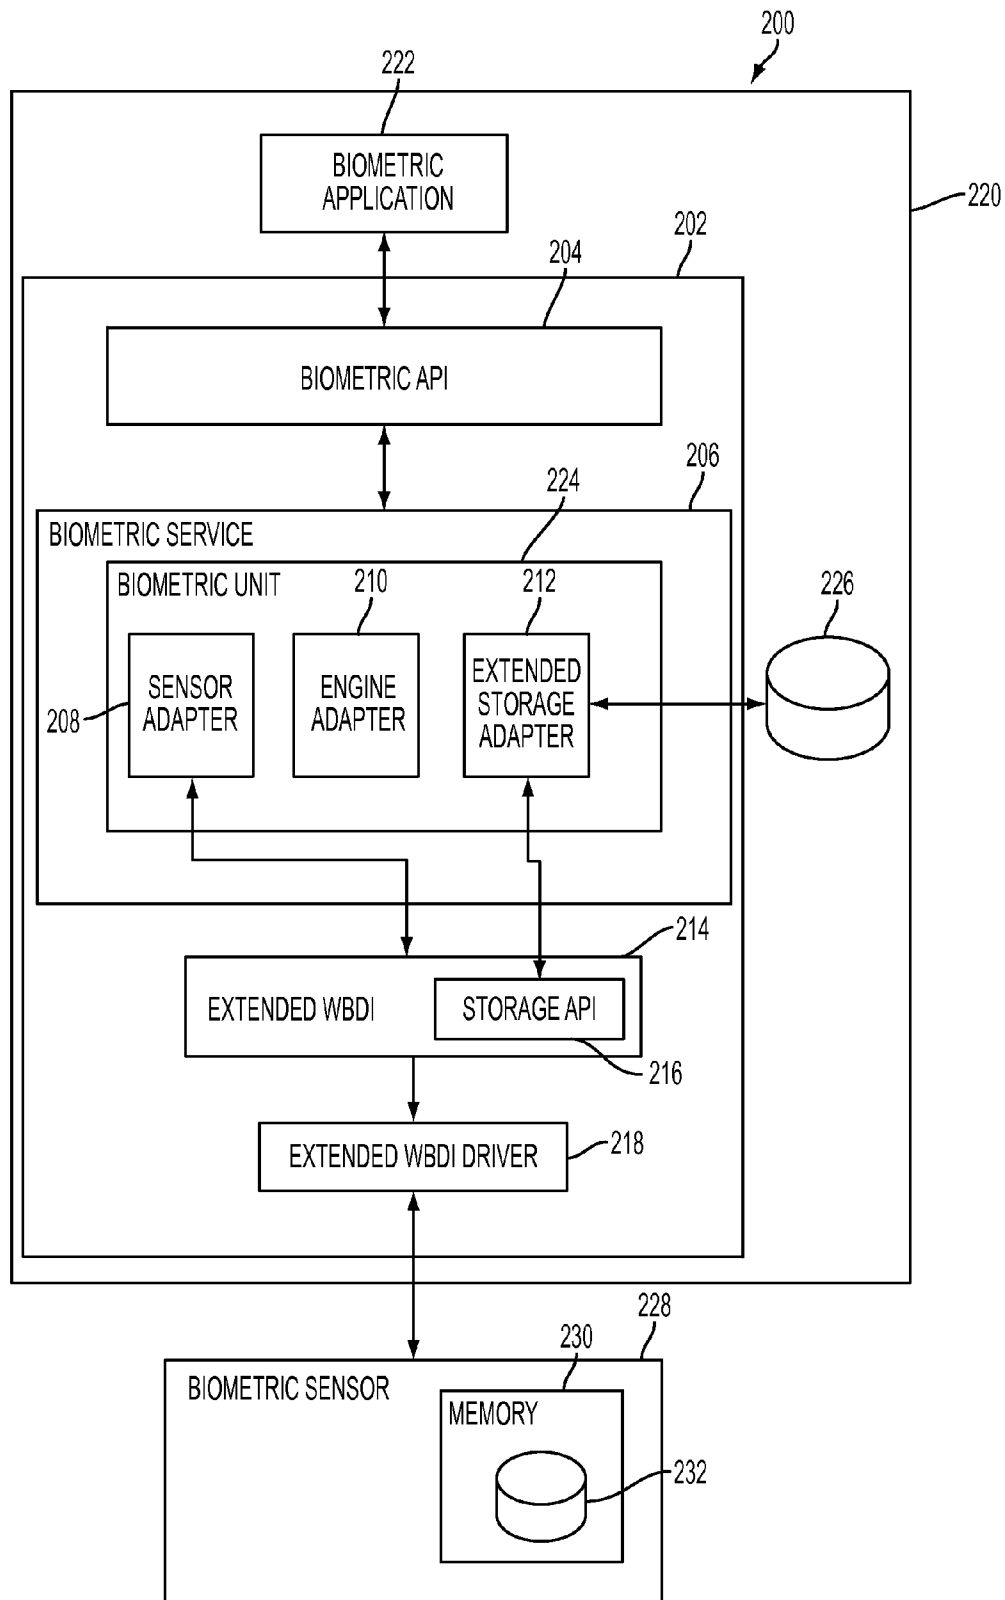 200
222
BIOMETRIC
APPLICATION
220
202
204
BIOMETRIC API
206
224
BIOMETRIC SERVICE
BIOMETRIC UNIT
210
212
226
SENSOR
ADAPTER
208
ENGINE
ADAPTER
EXTENDED
STORAGE
ADAPTER
214
EXTENDED WBDI
STORAGE API
216
EXTENDED WBDI DRIVER
218
228
230
BIOMETRIC SENSOR
MEMORY
232